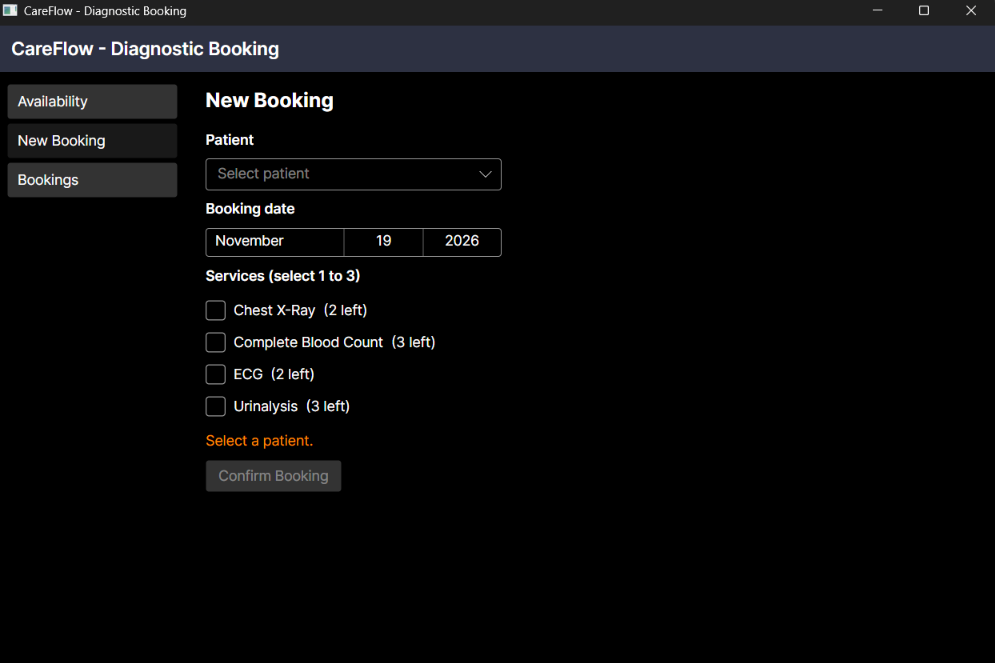 CareFlow - Diagnostic Booking
CareFlow - Diagnostic Booking
Availability
New Booking
Bookings
New Booking
Patient
Select patient
Booking date
November 19 2026
Services (select 1 to 3)
Chest X-Ray (2 left)
Complete Blood Count (3 left)
ECG (2 left)
Urinalysis (3 left)
Select a patient.
Confirm Booking